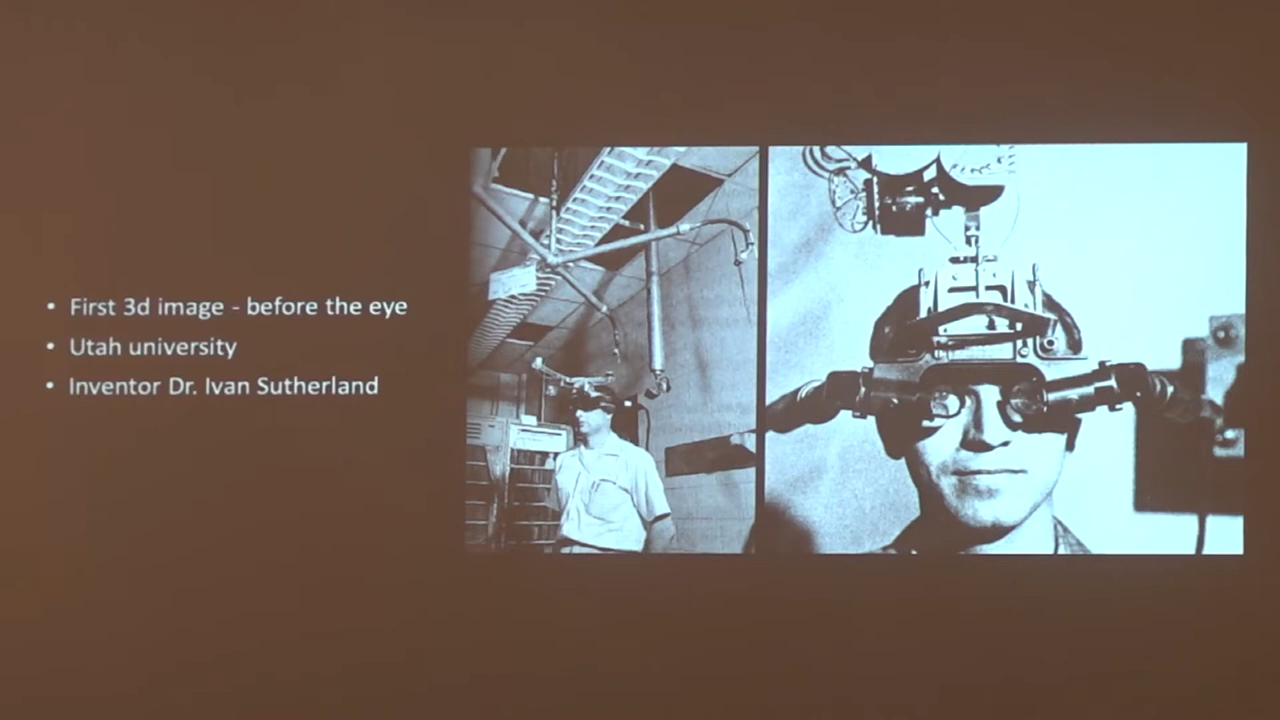 • First 3d image - before the eye
• Utah university
• Inventor Dr. Ivan Sutherland